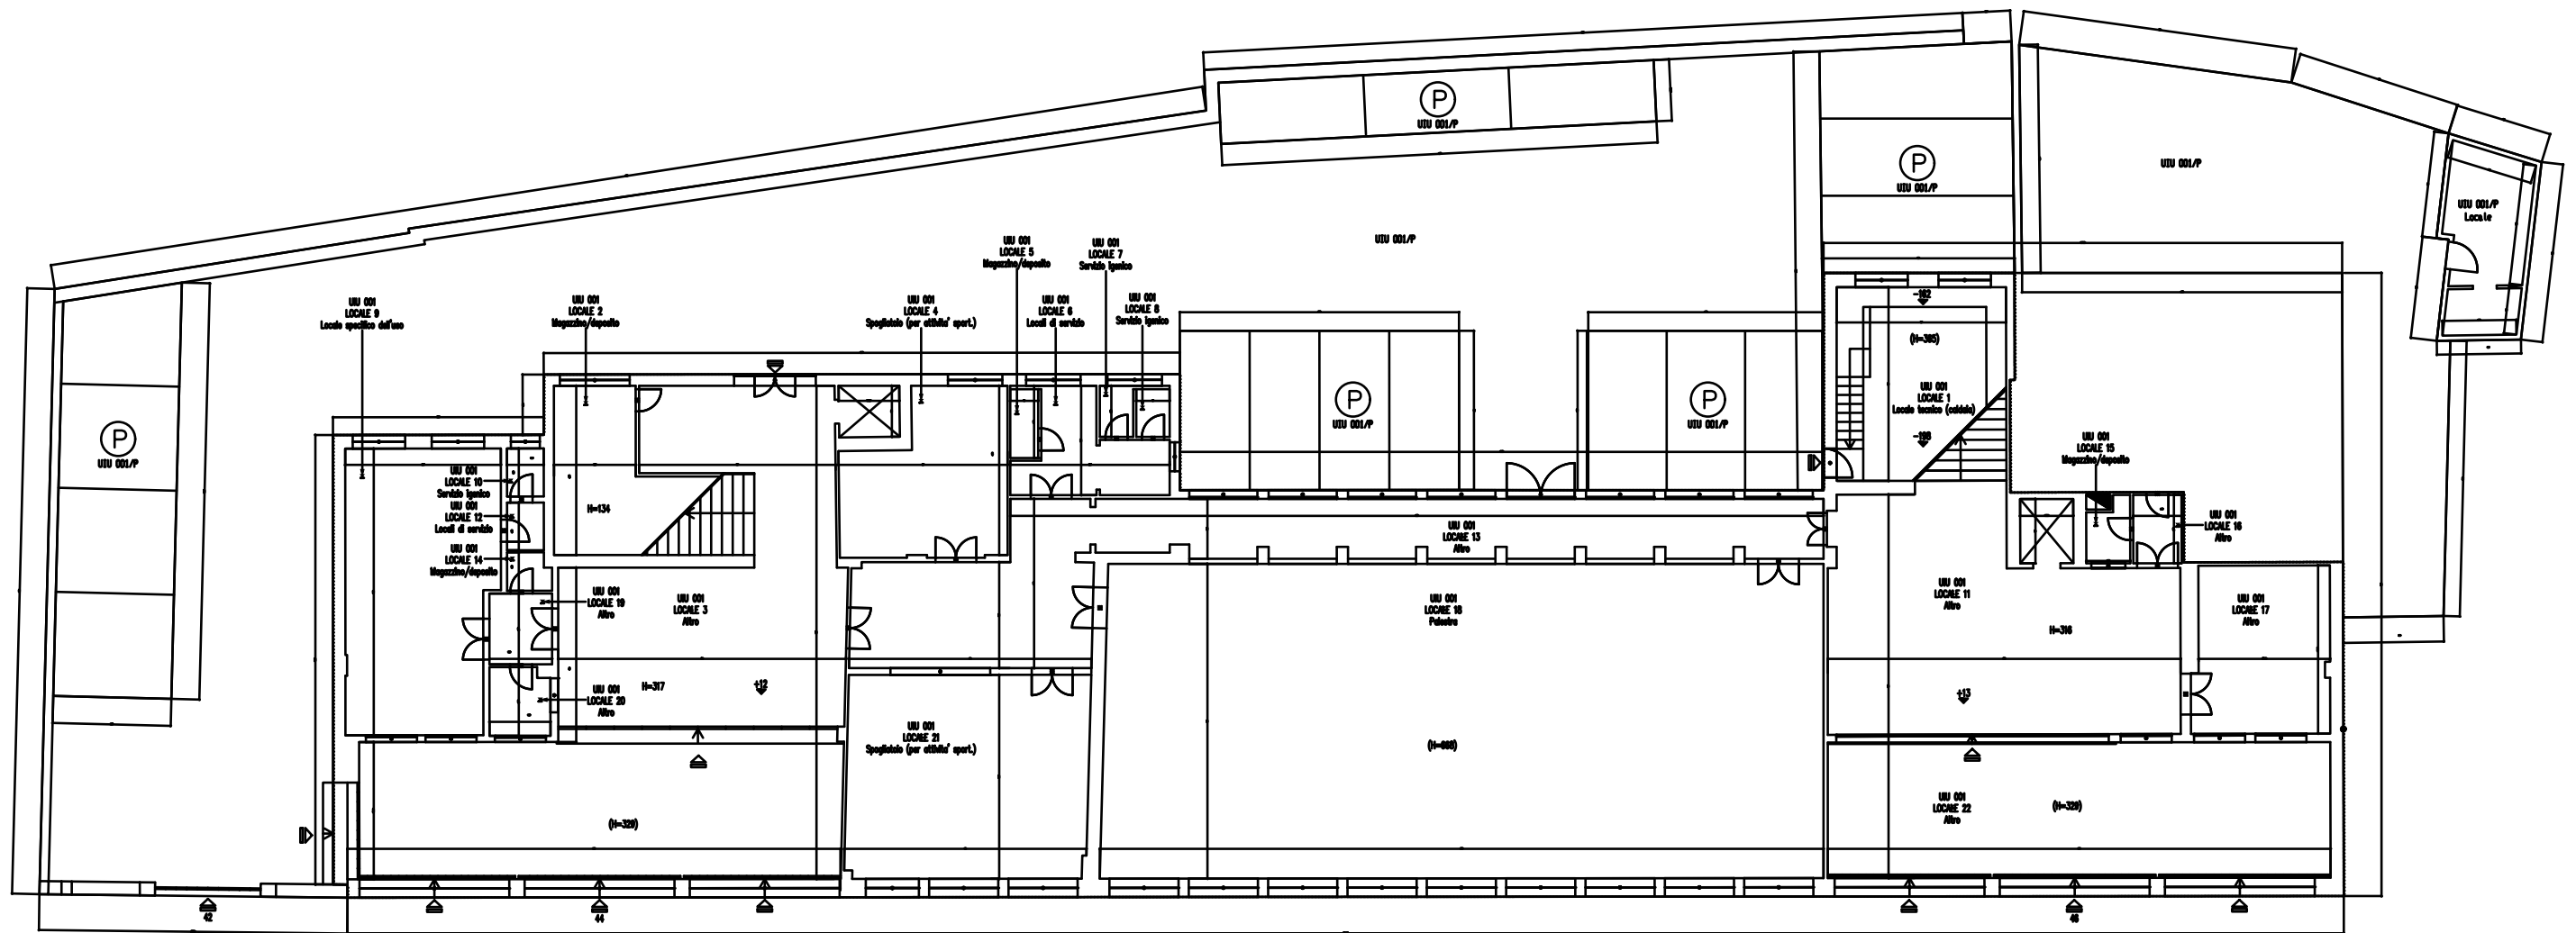 P
UIU 001/P
P
UIU 001/P
UIU 001/P
UIU 001/P
Locale
UIU 001/P
UIU 001
LOCALE 5
Magazzino/deposito
UIU 001
LOCALE 7
Servizio igenico
UIU 001
LOCALE 9
Locale specifico dell'uso
UIU 001
LOCALE 2
Magazzino/deposito
UIU 001
LOCALE 4
Spogliatoio (per attivita' sport.)
UIU 001
LOCALE 6
Locali di servizio
UIU 001
LOCALE 8
Servizio igenico
-182
(H=385)
UIU 001
LOCALE 1
Locale tecnico (caldaia)
-198
P
UIU 001/P
P
UIU 001/P
P
UIU 001/P
UIU 001
LOCALE 15
Magazzino/deposito
UIU 001
LOCALE 10
Servizio igenico
UIU 001
LOCALE 12
Locali di servizio
UIU 001
LOCALE 14
Magazzino/deposito
H=134
UIU 001
LOCALE 13
Altro
UIU 001
LOCALE 16
Altro
UIU 001
LOCALE 19
Altro
UIU 001
LOCALE 3
Altro
UIU 001
LOCALE 18
Palestra
UIU 001
LOCALE 11
Altro
H=316
UIU 001
LOCALE 17
Altro
UIU 001
LOCALE 20
Altro
H=317
+12
+13
UIU 001
LOCALE 21
Spogliatoio (per attivita' sport.)
(H=668)
(H=329)
UIU 001
LOCALE 22
Altro
(H=329)
42
44
46